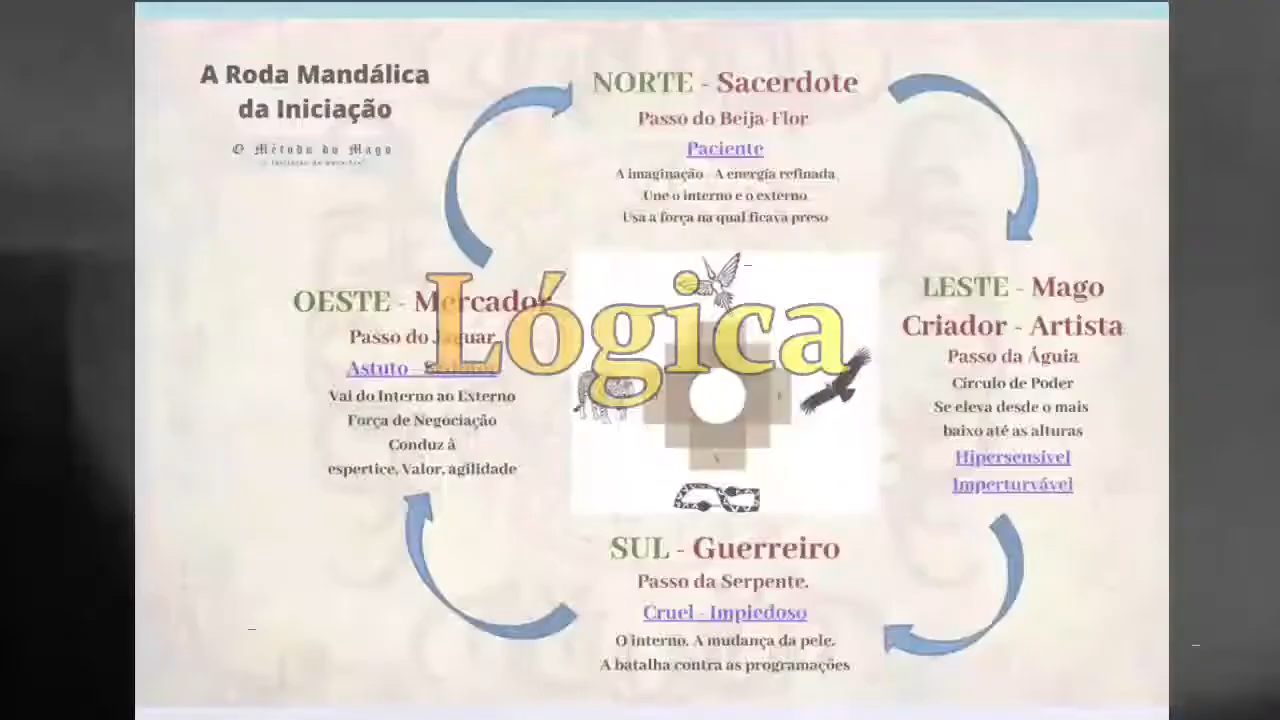 A Roda Mandálica
da Iniciação
O Método do Mago
NORTE - Sacerdote
Passo do Beija-Flor
Paciente
A imaginação - A energia refinada
Une o interno e o externo
Usa a força na qual ficava preso
OESTE - Mercador
Passo do Jaguar
Astuto -
Vai do Interno ao Externo
Força de Negociação
Conduz à
espertice, Valor, agilidade
Lógica
LESTE - Mago
Criador - Artista
Passo da Águia
Círculo de Poder
Se eleva desde o mais
baixo até as alturas
Hipersensível
Imperturvável
SUL - Guerreiro
Passo da Serpente.
Cruel - Impiedoso
O interno. A mudança da pele.
A batalha contra as programações